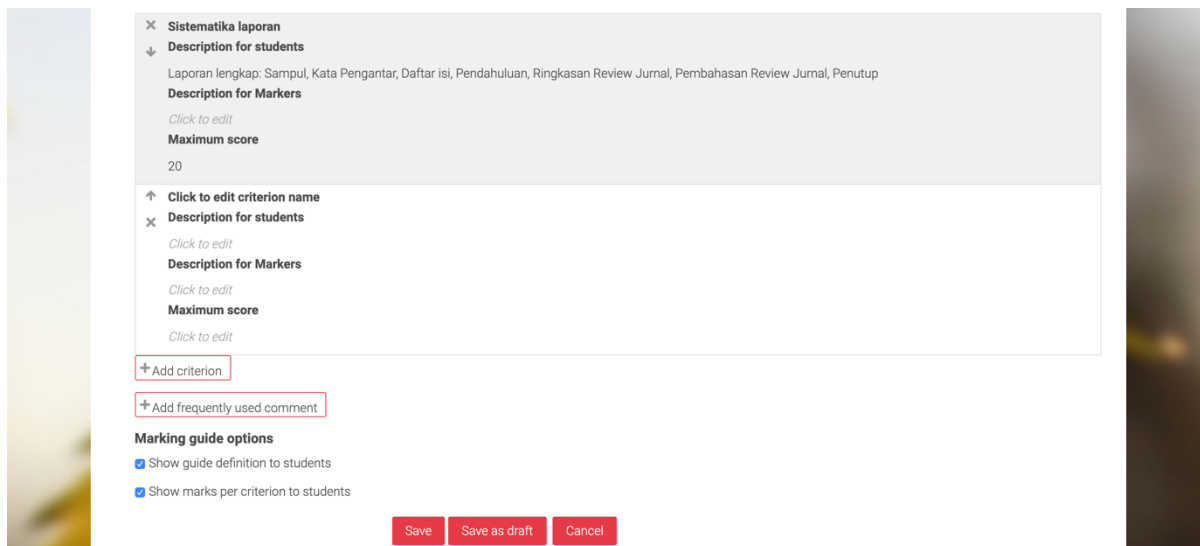 Sistematika laporan
Description for students
Laporan lengkap: Sampul, Kata Pengantar, Daftar isi, Pendahuluan, Ringkasan Review Jurnal, Pembahasan Review Jurnal, Penutup
Description for Markers
Click to edit
Maximum score
20
Click to edit criterion name
Description for students
Click to edit
Description for Markers
Click to edit
Maximum score
Click to edit
Add criterion
Add frequently used comment
Marking guide options
Show guide definition to students
Show marks per criterion to students
Save Save as draft Cancel